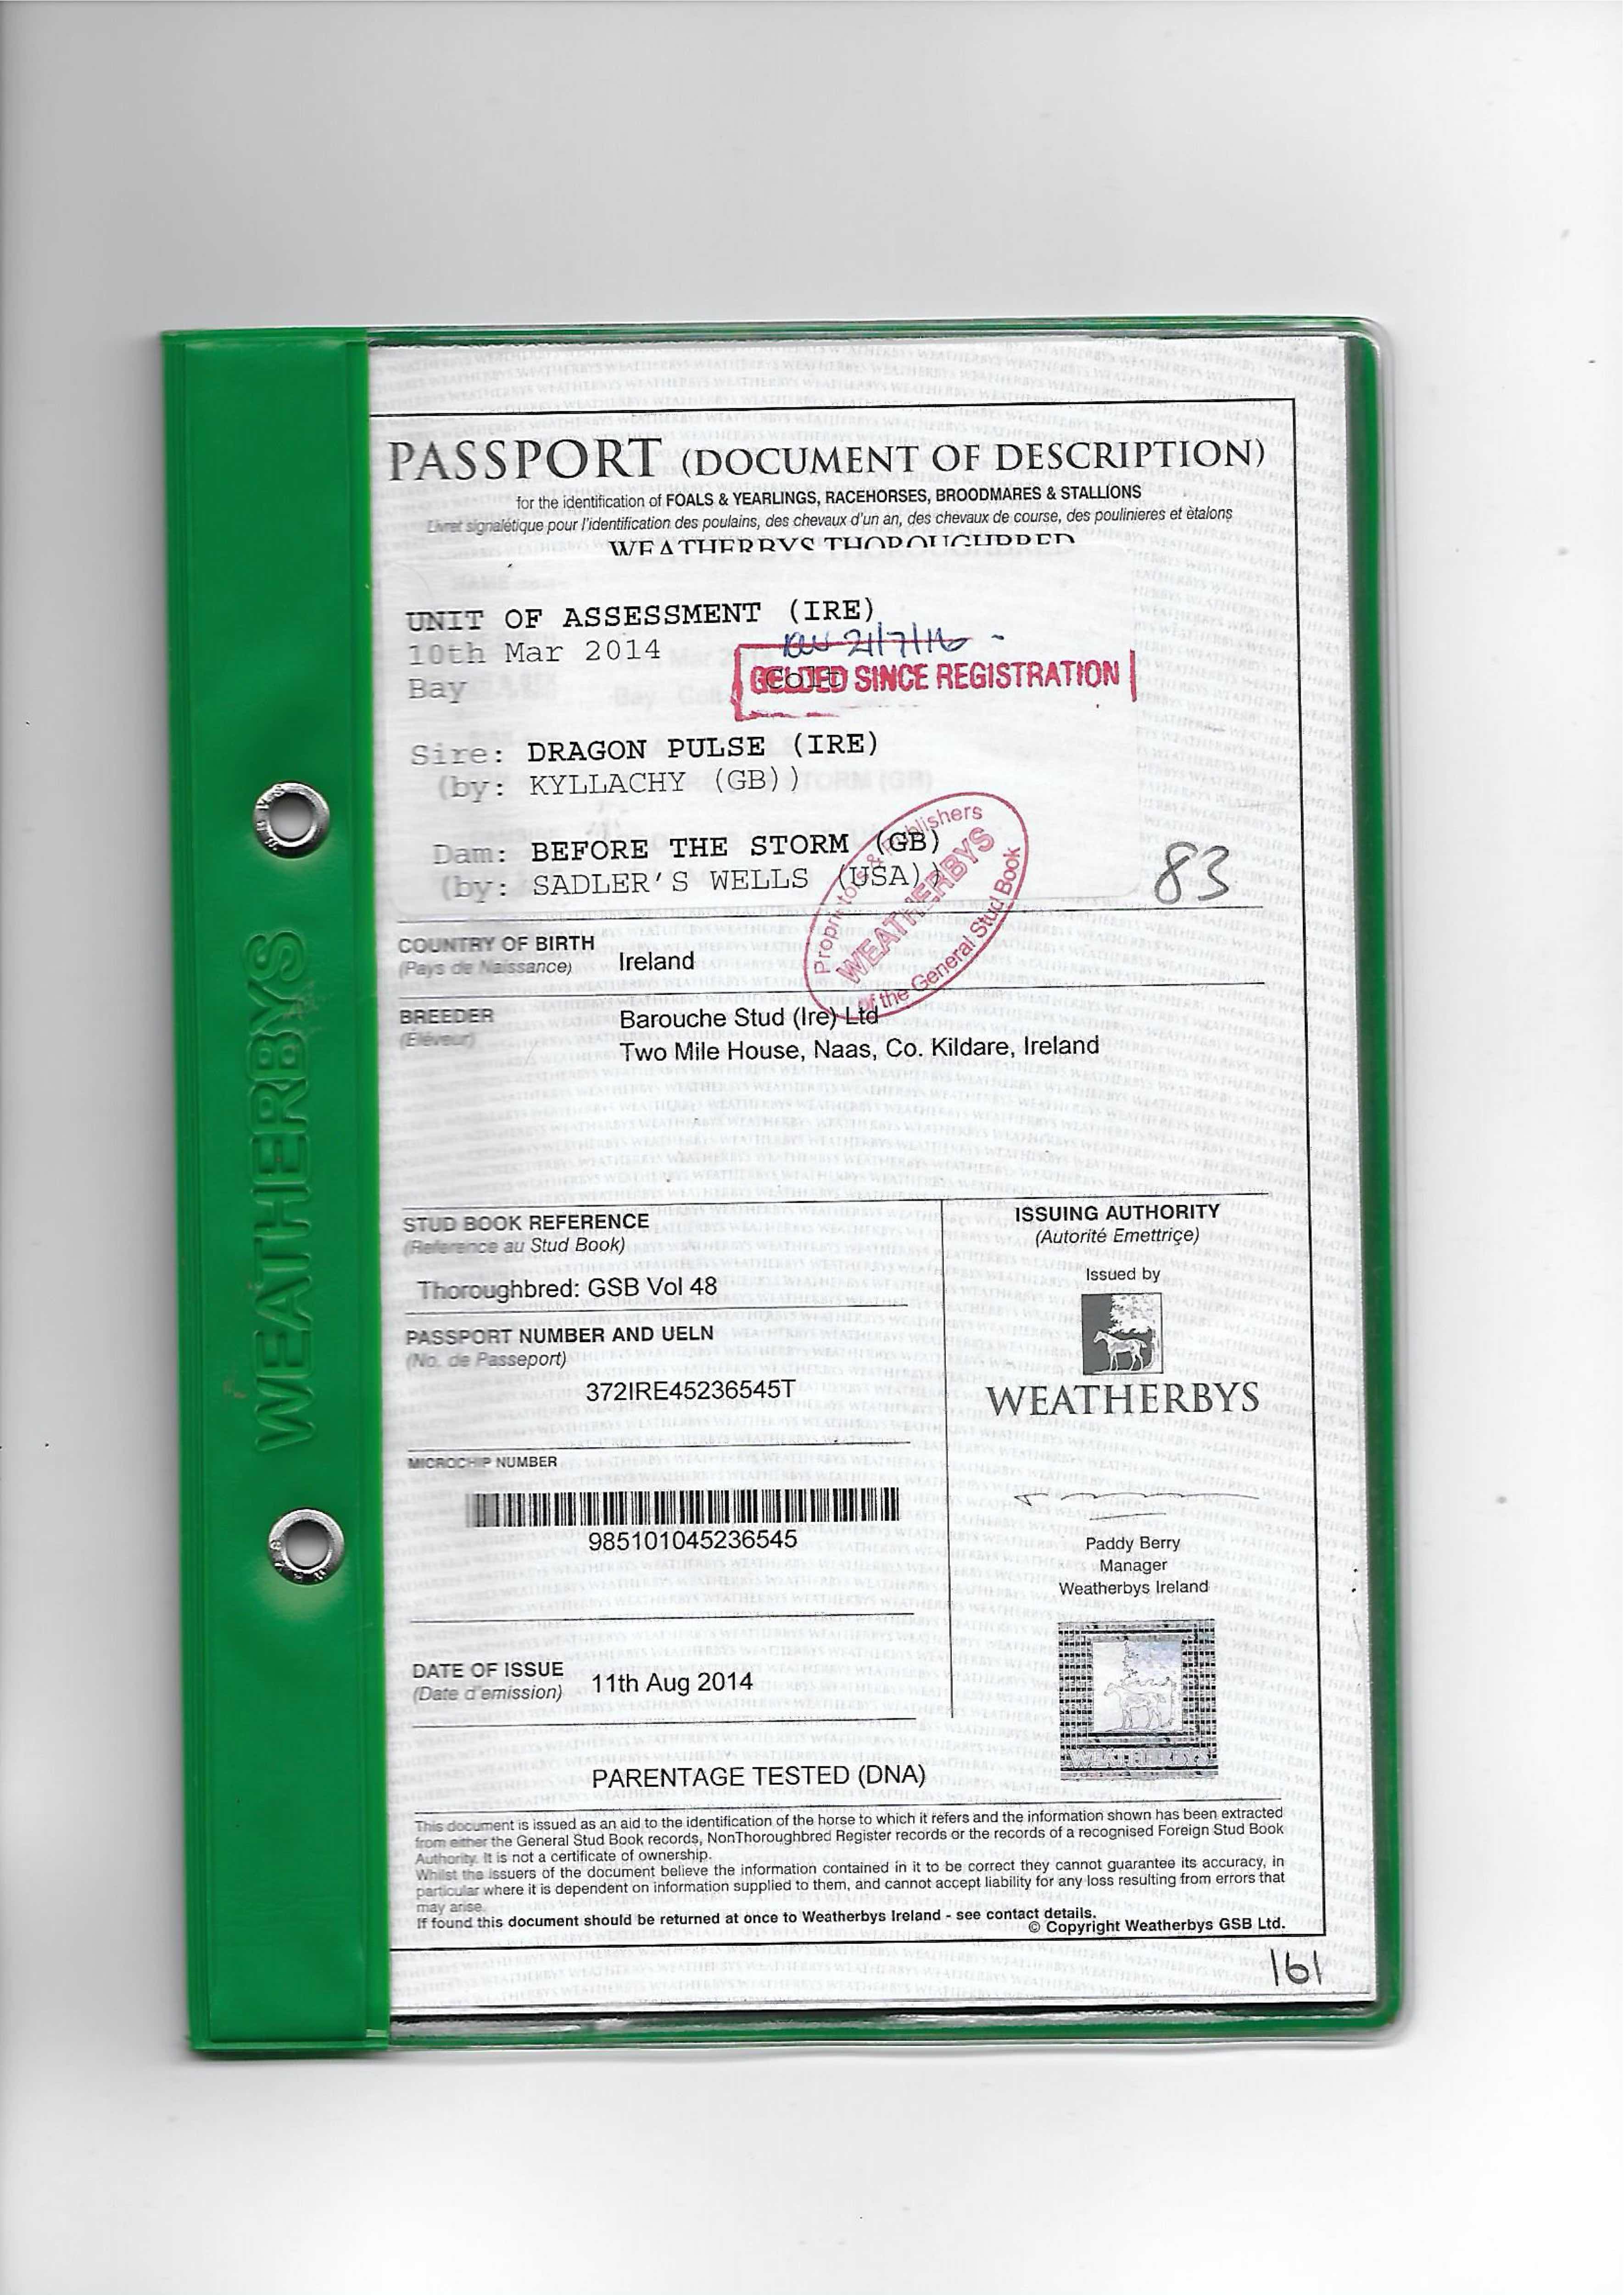 PASSPORT (DOCUMENT OF DESCRIPTION)
for the identification of FOALS & YEARLINGS, RACEHORSES, BROODMARES & STALLIONS
Livret signalétique pour l'identification des poulains, des chevaux d'un an, des chevaux de course, des poulinieres et ètalons
WEATHERBYS THOROUGHBRED
UNIT OF ASSESSMENT (IRE)
10th Mar 2014
21/7/16
Bay
Colt
GELDED SINCE REGISTRATION
Sire: DRAGON PULSE (IRE)
(by: KYLLACHY (GB))
Dam: BEFORE THE STORM (GB)
(by: SADLER'S WELLS (USA))
Proprietors & Publishers
WEATHERBYS
of the General Stud Book
83
COUNTRY OF BIRTH
(Pays de Naissance)
Ireland
BREEDER
(Eleveur)
Barouche Stud (Ire) Ltd
Two Mile House, Naas, Co. Kildare, Ireland
STUD BOOK REFERENCE
(Reference au Stud Book)
Thoroughbred: GSB Vol 48
PASSPORT NUMBER AND UELN
(No. de Passeport)
372IRE45236545T
MICROCHIP NUMBER
985101045236545
DATE OF ISSUE
(Date d'emission)
11th Aug 2014
ISSUING AUTHORITY
(Autorité Emettriçe)
Issued by
WEATHERBYS
Paddy Berry
Manager
Weatherbys Ireland
WEATHERBYS
PARENTAGE TESTED (DNA)
This document is issued as an aid to the identification of the horse to which it refers and the information shown has been extracted
from either the General Stud Book records, NonThoroughbred Register records or the records of a recognised Foreign Stud Book
Authority. It is not a certificate of ownership.
Whilst the issuers of the document believe the information contained in it to be correct they cannot guarantee its accuracy, in
particular where it is dependent on information supplied to them, and cannot accept liability for any loss resulting from errors that
may arise.
If found this document should be returned at once to Weatherbys Ireland - see contact details.
© Copyright Weatherbys GSB Ltd.
161
WEATHERBYS